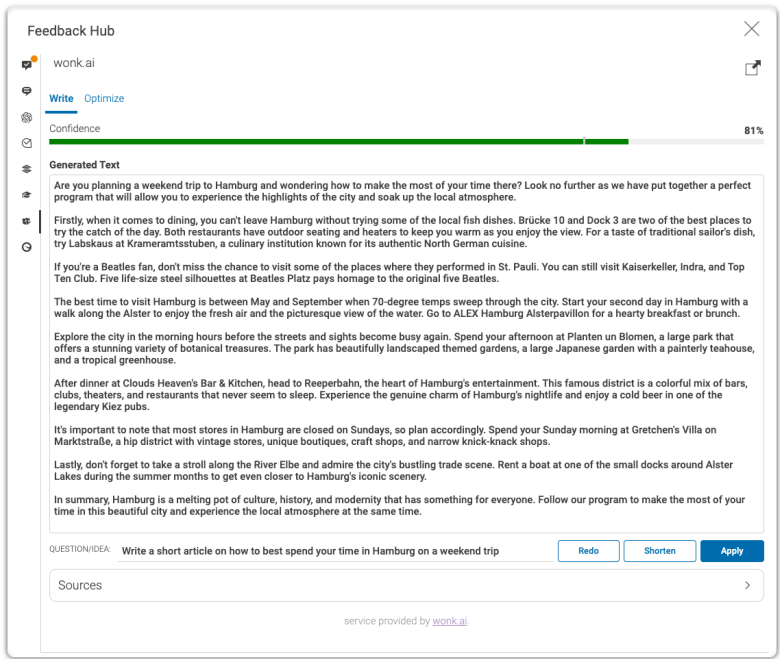 Feedback Hub
wonk.ai
Write Optimize
Confidence
81%
Generated Text
Are you planning a weekend trip to Hamburg and wondering how to make the most of your time there? Look no further as we have put together a perfect
program that will allow you to experience the highlights of the city and soak up the local atmosphere.
Firstly, when it comes to dining, you can't leave Hamburg without trying some of the local fish dishes. Brücke 10 and Dock 3 are two of the best places to
try the catch of the day. Both restaurants have outdoor seating and heaters to keep you warm as you enjoy the view. For a taste of traditional sailor's dish,
try Labskaus at Krameramtsstuben, a culinary institution known for its authentic North German cuisine.
If you're a Beatles fan, don't miss the chance to visit some of the places where they performed in St. Pauli. You can still visit Kaiserkeller, Indra, and Top
Ten Club. Five life-size steel silhouettes at Beatles Platz pays homage to the original five Beatles.
The best time to visit Hamburg is between May and September when 70-degree temps sweep through the city. Start your second day in Hamburg with a
walk along the Alster to enjoy the fresh air and the picturesque view of the water. Go to ALEX Hamburg Alsterpavillon for a hearty breakfast or brunch.
Explore the city in the morning hours before the streets and sights become busy again. Spend your afternoon at Planten un Blomen, a large park that
offers a stunning variety of botanical treasures. The park has beautifully landscaped themed gardens, a large Japanese garden with a painterly teahouse,
and a tropical greenhouse.
After dinner at Clouds Heaven's Bar & Kitchen, head to Reeperbahn, the heart of Hamburg's entertainment. This famous district is a colorful mix of bars,
clubs, theaters, and restaurants that never seem to sleep. Experience the genuine charm of Hamburg's nightlife and enjoy a cold beer in one of the
legendary Kiez pubs.
It's important to note that most stores in Hamburg are closed on Sundays, so plan accordingly. Spend your Sunday morning at Gretchen's Villa on
Marktstraße, a hip district with vintage stores, unique boutiques, craft shops, and narrow knick-knack shops.
Lastly, don't forget to take a stroll along the River Elbe and admire the city's bustling trade scene. Rent a boat at one of the small docks around Alster
Lakes during the summer months to get even closer to Hamburg's iconic scenery.
In summary, Hamburg is a melting pot of culture, history, and modernity that has something for everyone. Follow our program to make the most of your
time in this beautiful city and experience the local atmosphere at the same time.
QUESTION/IDEA: Write a short article on how to best spend your time in Hamburg on a weekend trip
Redo Shorten Apply
Sources
service provided by wonk.ai.